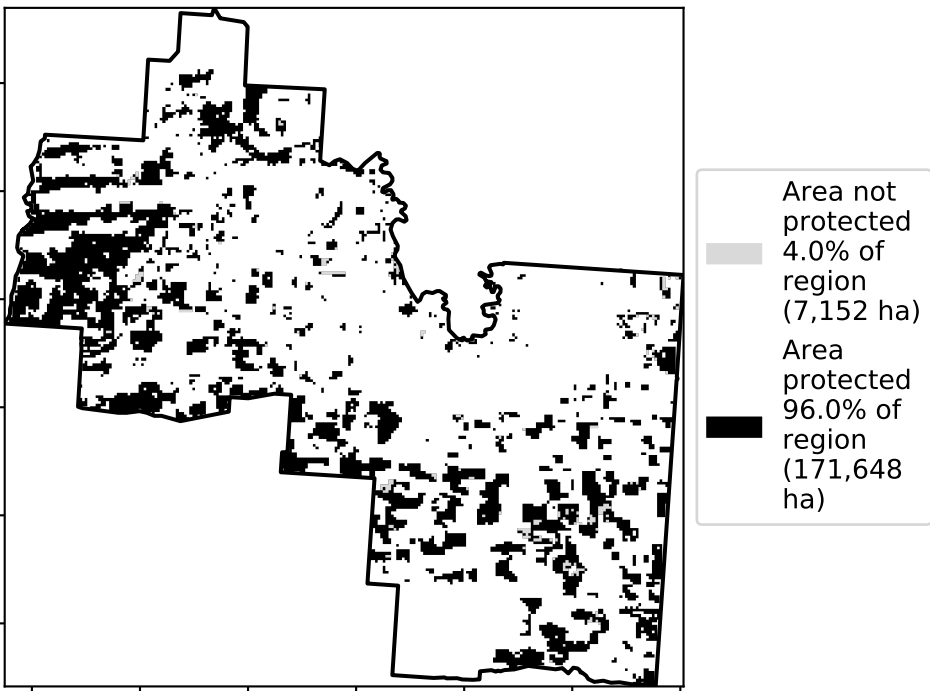 Area not
protected
4.0% of
region
(7,152 ha)
Area
protected
96.0% of
region
(171,648
ha)